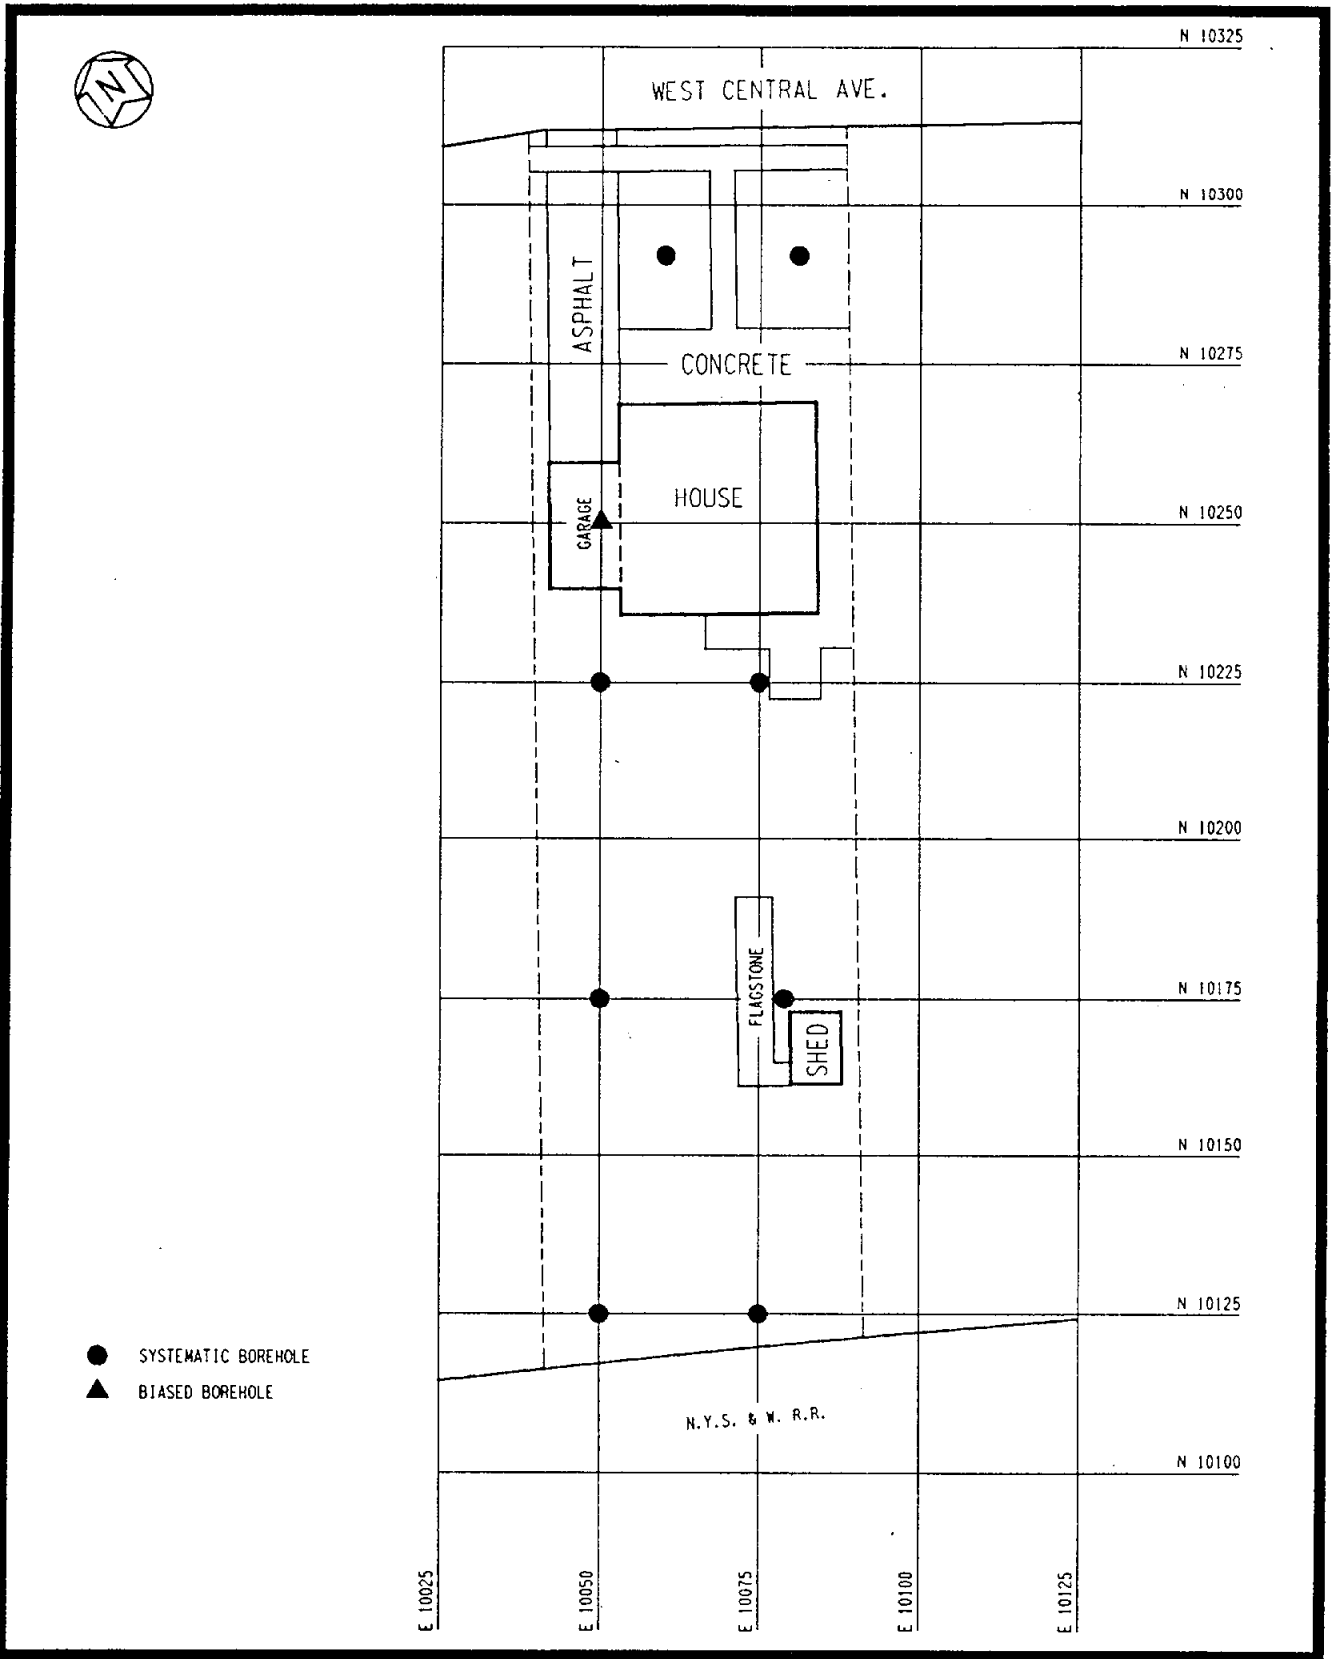 N 10325
N
WEST CENTRAL AVE.
N 10300
ASPHALT
CONCRETE
N 10275
HOUSE
GARAGE
N 10250
N 10225
N 10200
FLAGSTONE
N 10175
SHED
N 10150
N 10125
SYSTEMATIC BOREHOLE
BIASED BOREHOLE
N.Y.S. & W. R.R.
N 10100
E 10025
E 10050
E 10075
E 10100
E 10125